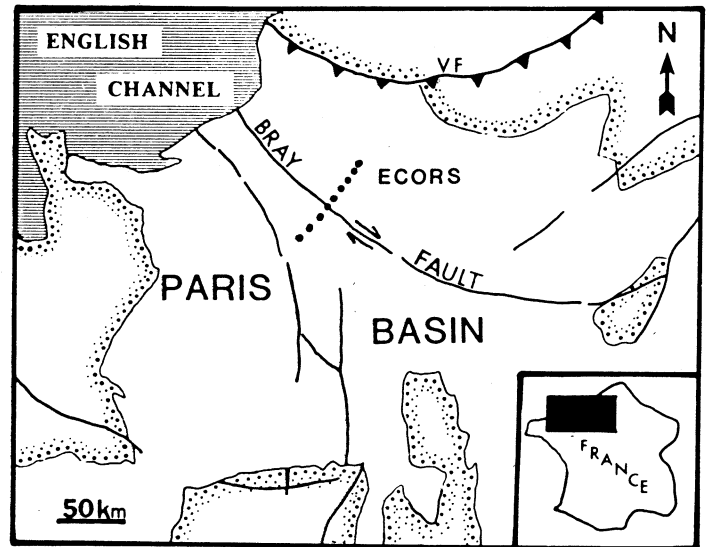 ENGLISH
CHANNEL
VF
N
BRAY
ECORS
FAULT
PARIS
BASIN
FRANCE
50km